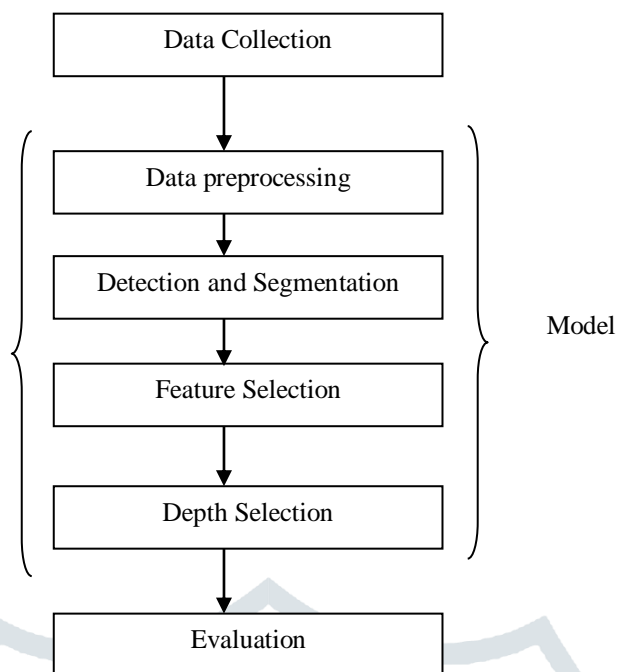 Data Collection
Data preprocessing
Detection and Segmentation
Model
Feature Selection
Depth Selection
Evaluation